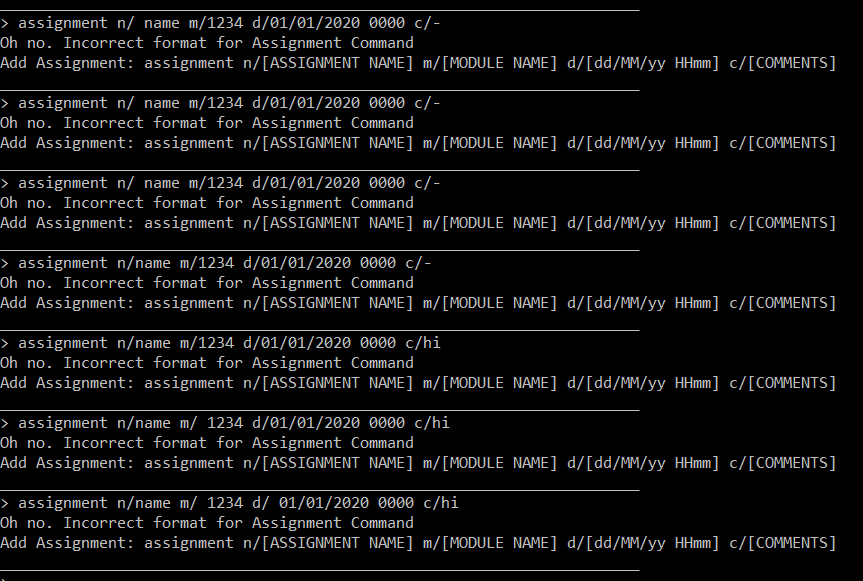 > assignment n/ name m/1234 d/01/01/2020 0000 c/-
Oh no. Incorrect format for Assignment Command
Add Assignment: assignment n/[ASSIGNMENT NAME] m/[MODULE NAME] d/[dd/MM/yy HHmm] c/[COMMENTS]
> assignment n/ name m/1234 d/01/01/2020 0000 c/-
Oh no. Incorrect format for Assignment Command
Add Assignment: assignment n/[ASSIGNMENT NAME] m/[MODULE NAME] d/[dd/MM/yy HHmm] c/[COMMENTS]
> assignment n/ name m/1234 d/01/01/2020 0000 c/-
Oh no. Incorrect format for Assignment Command
Add Assignment: assignment n/[ASSIGNMENT NAME] m/[MODULE NAME] d/[dd/MM/yy HHmm] c/[COMMENTS]
> assignment n/name m/1234 d/01/01/2020 0000 c/-
Oh no. Incorrect format for Assignment Command
Add Assignment: assignment n/[ASSIGNMENT NAME] m/[MODULE NAME] d/[dd/MM/yy HHmm] c/[COMMENTS]
> assignment n/name m/1234 d/01/01/2020 0000 c/hi
Oh no. Incorrect format for Assignment Command
Add Assignment: assignment n/[ASSIGNMENT NAME] m/[MODULE NAME] d/[dd/MM/yy HHmm] c/[COMMENTS]
> assignment n/name m/ 1234 d/01/01/2020 0000 c/hi
Oh no. Incorrect format for Assignment Command
Add Assignment: assignment n/[ASSIGNMENT NAME] m/[MODULE NAME] d/[dd/MM/yy HHmm] c/[COMMENTS]
> assignment n/name m/ 1234 d/ 01/01/2020 0000 c/hi
Oh no. Incorrect format for Assignment Command
Add Assignment: assignment n/[ASSIGNMENT NAME] m/[MODULE NAME] d/[dd/MM/yy HHmm] c/[COMMENTS]